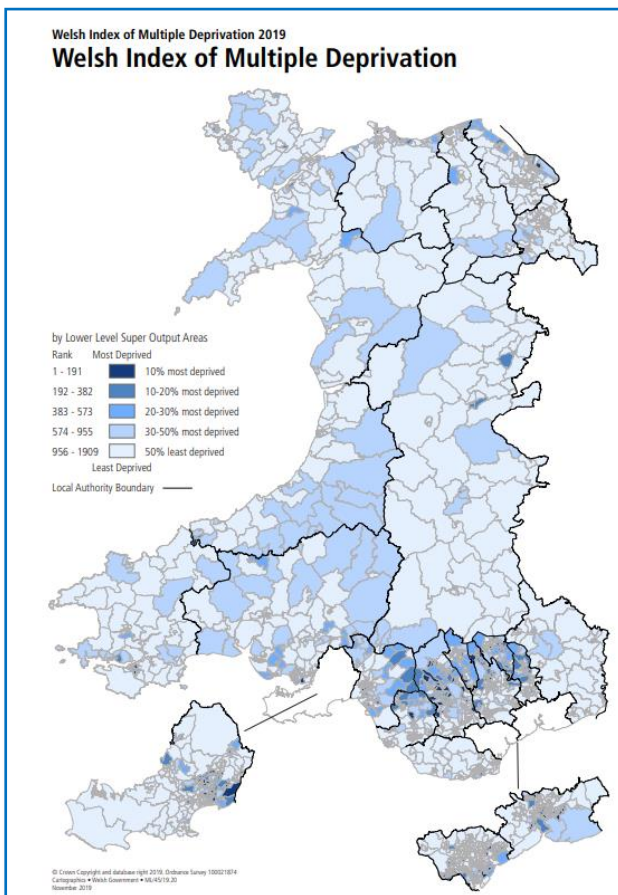 Welsh Index of Multiple Deprivation 2019
Welsh Index of Multiple Deprivation
by Lower Level Super Output Areas
Rank Most Deprived
1 - 191 10% most deprived
192 - 382 10-20% most deprived
383 - 573 20-30% most deprived
574 - 955 30-50% most deprived
956 - 1909 50% least deprived
Least Deprived
Local Authority Boundary
© Crown Copyright and database right 2019. Ordnance Survey 100021874
Cartographics • Welsh Government • ML/45/19.20
November 2019